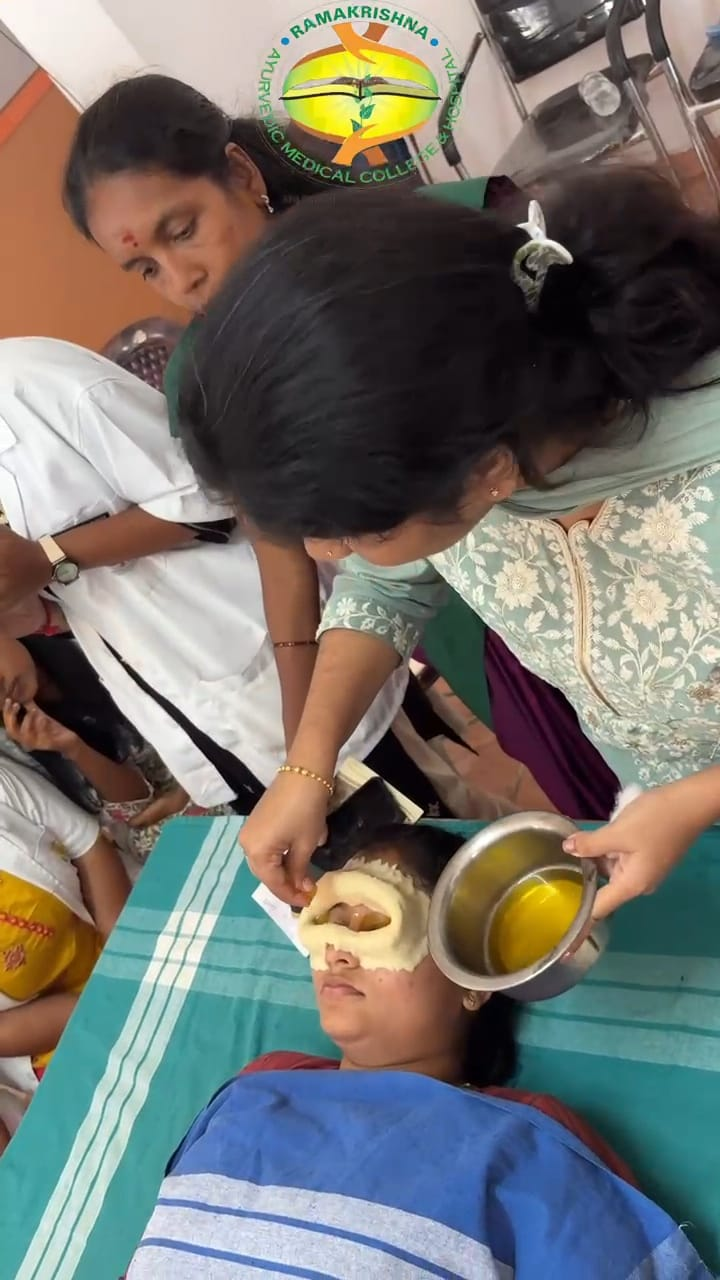 • RAMAKRISHNA •
AYURVEDIC MEDICAL COLLEGE & HOSPITAL